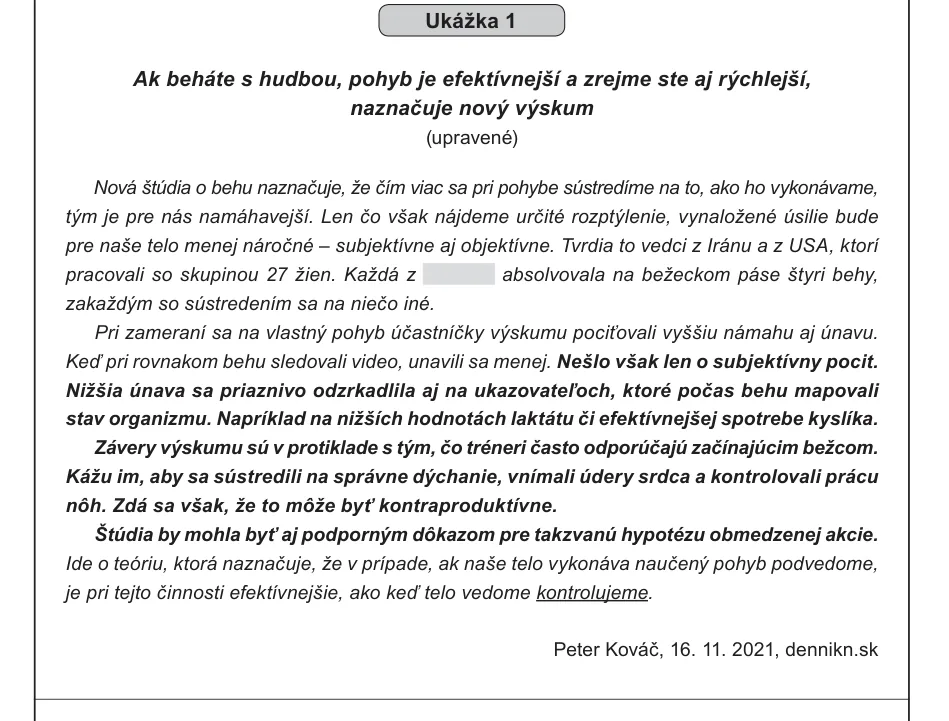 Ukážka 1
Ak beháte s hudbou, pohyb je efektívnejší a zrejme ste aj rýchlejší,
naznačuje nový výskum
(upravené)
Nová štúdia o behu naznačuje, že čím viac sa pri pohybe sústredíme na to, ako ho vykonávame,
tým je pre nás namáhavejší. Len čo však nájdeme určité rozptýlenie, vynaložené úsilie bude
pre naše telo menej náročné – subjektívne aj objektívne. Tvrdia to vedci z Iránu a z USA, ktorí
pracovali so skupinou 27 žien. Každá z absolvovala na bežeckom páse štyri behy,
zakaždým so sústredením sa na niečo iné.
Pri zameraní sa na vlastný pohyb účastníčky výskumu pociťovali vyššiu námahu aj únavu.
Keď pri rovnakom behu sledovali video, unavili sa menej. Nešlo však len o subjektívny pocit.
Nižšia únava sa priaznivo odzrkadlila aj na ukazovateľoch, ktoré počas behu mapovali
stav organizmu. Napríklad na nižších hodnotách laktátu či efektívnejšej spotrebe kyslíka.
Závery výskumu sú v protiklade s tým, čo tréneri často odporúčajú začínajúcim bežcom.
Kážu im, aby sa sústredili na správne dýchanie, vnímali údery srdca a kontrolovali prácu
nôh. Zdá sa však, že to môže byť kontraproduktívne.
Štúdia by mohla byť aj podporným dôkazom pre takzvanú hypotézu obmedzenej akcie.
Ide o teóriu, ktorá naznačuje, že v prípade, ak naše telo vykonáva naučený pohyb podvedome,
je pri tejto činnosti efektívnejšie, ako keď telo vedome kontrolujeme.
Peter Kováč, 16. 11. 2021, dennikn.sk